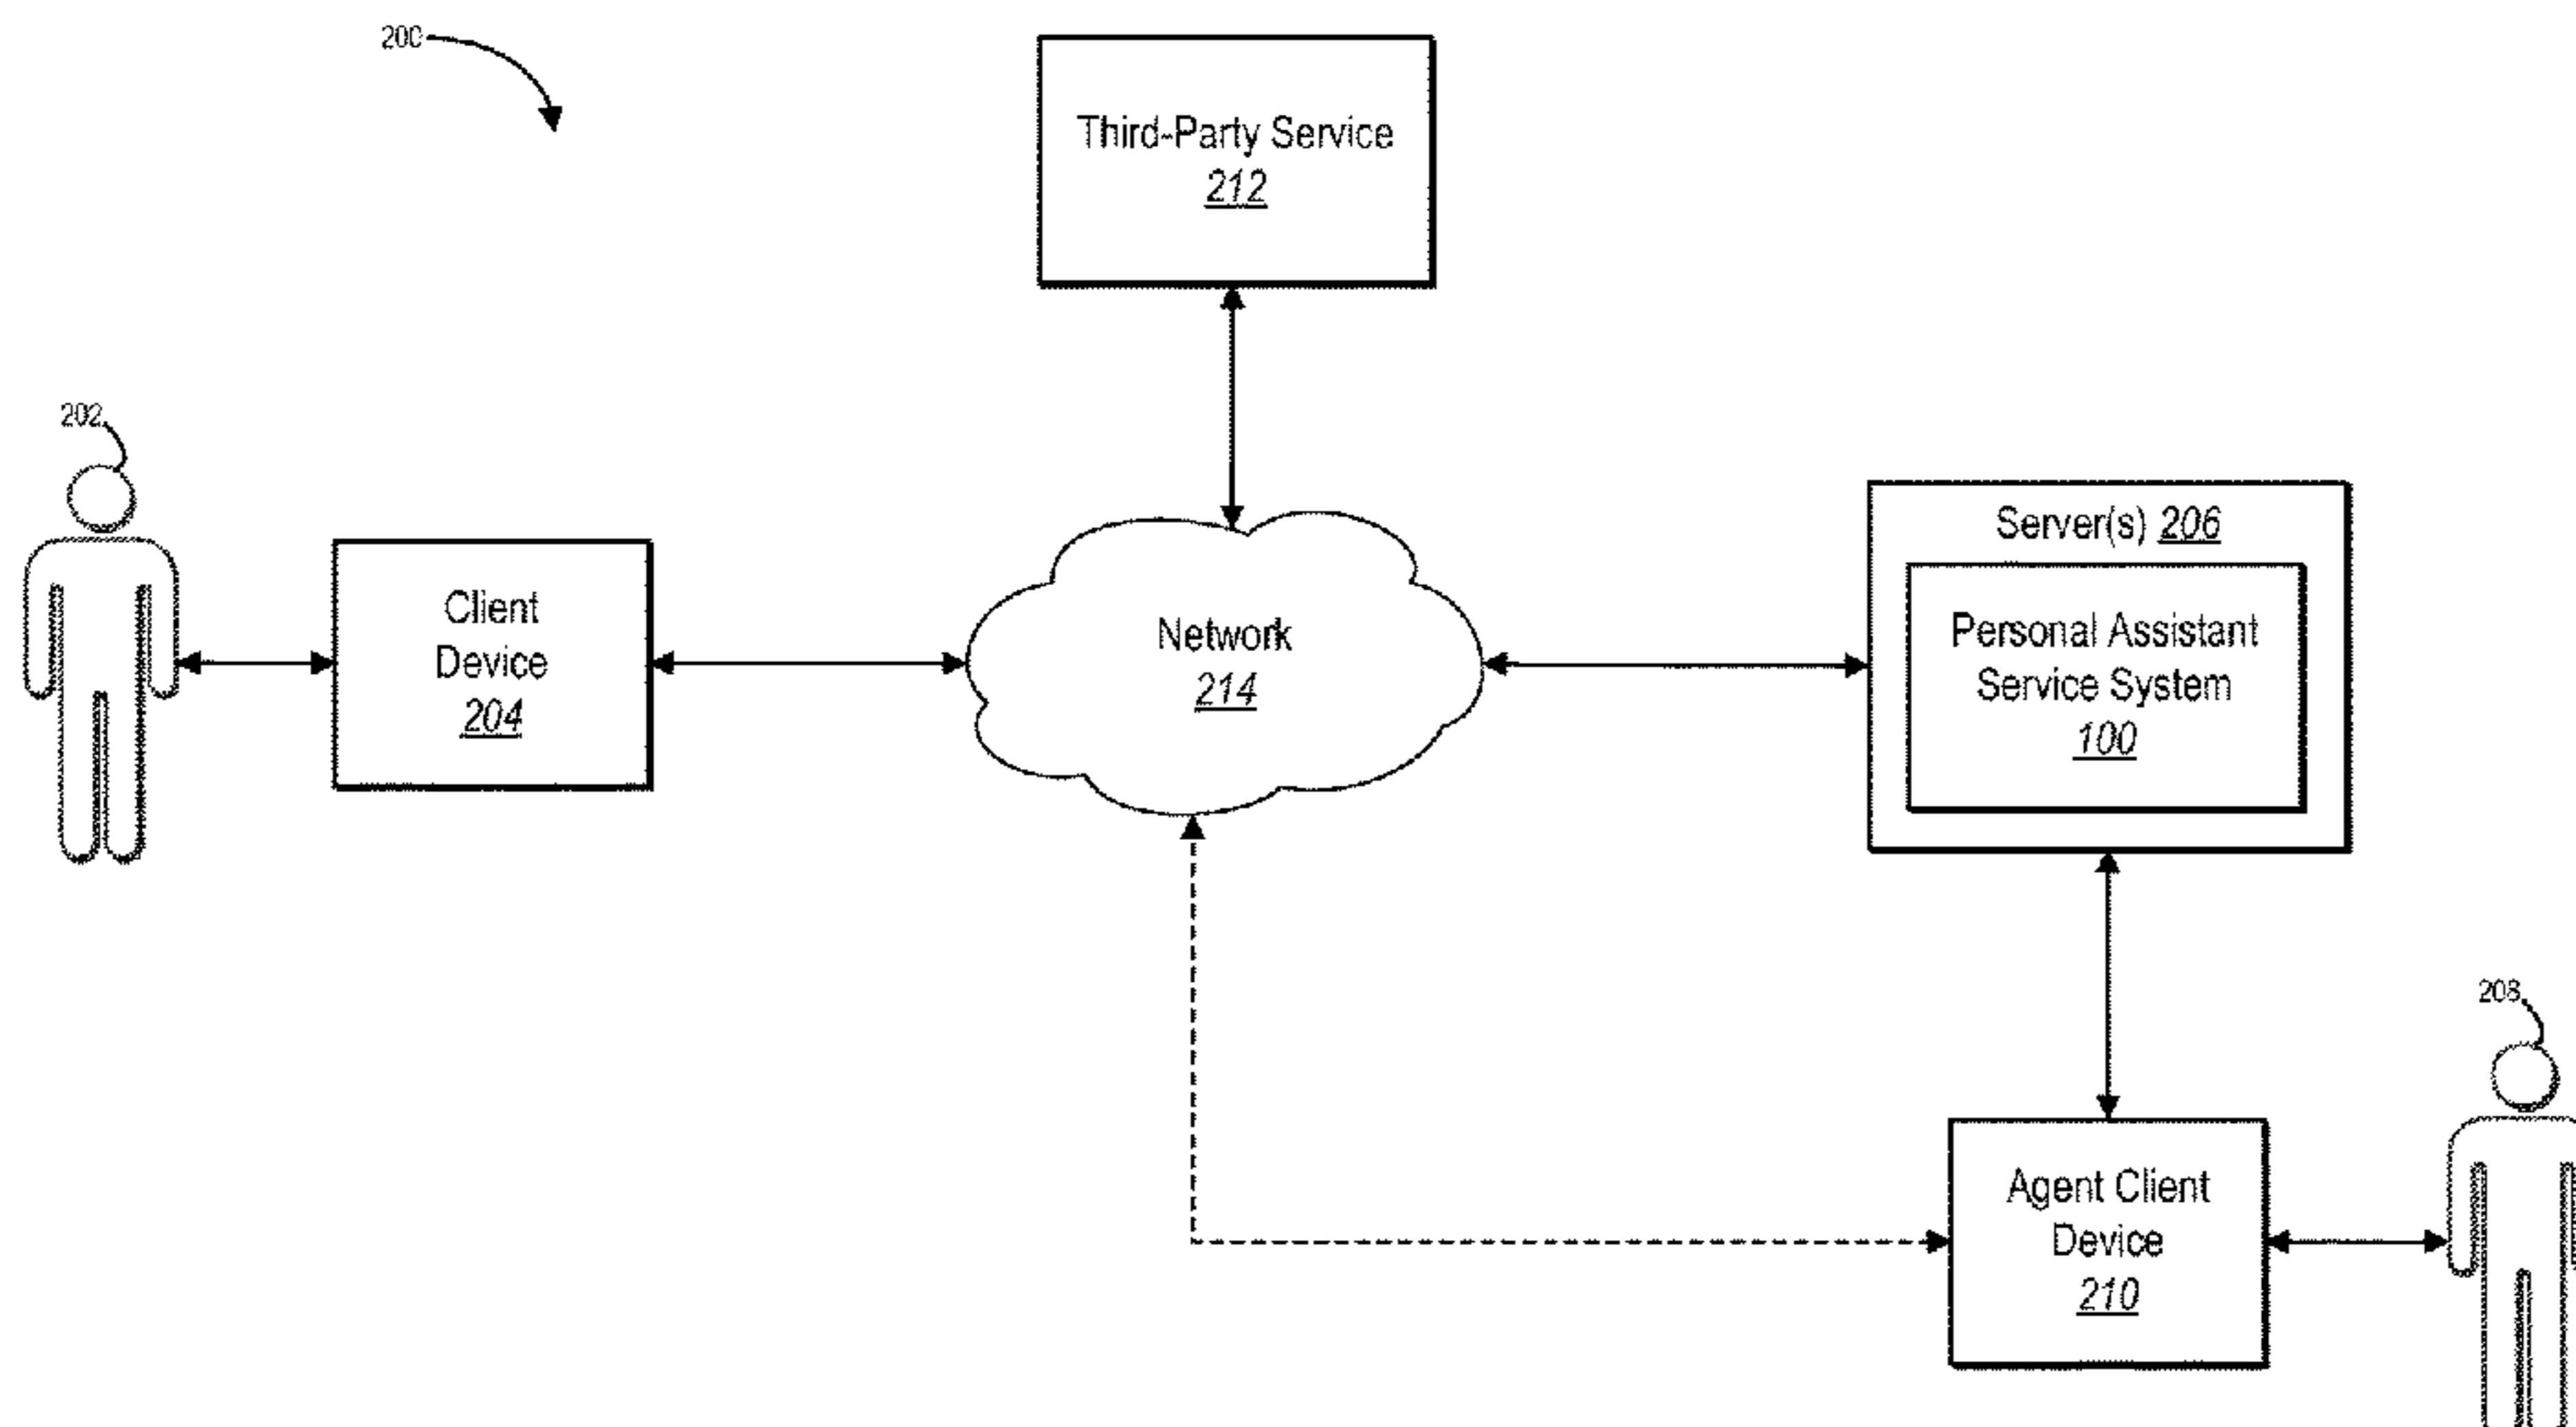 200
Third-Party Service
212
202
Server(s) 206
Client
Device
204
Network
214
Personal Assistant
Service System
100
208
Agent Client
Device
210